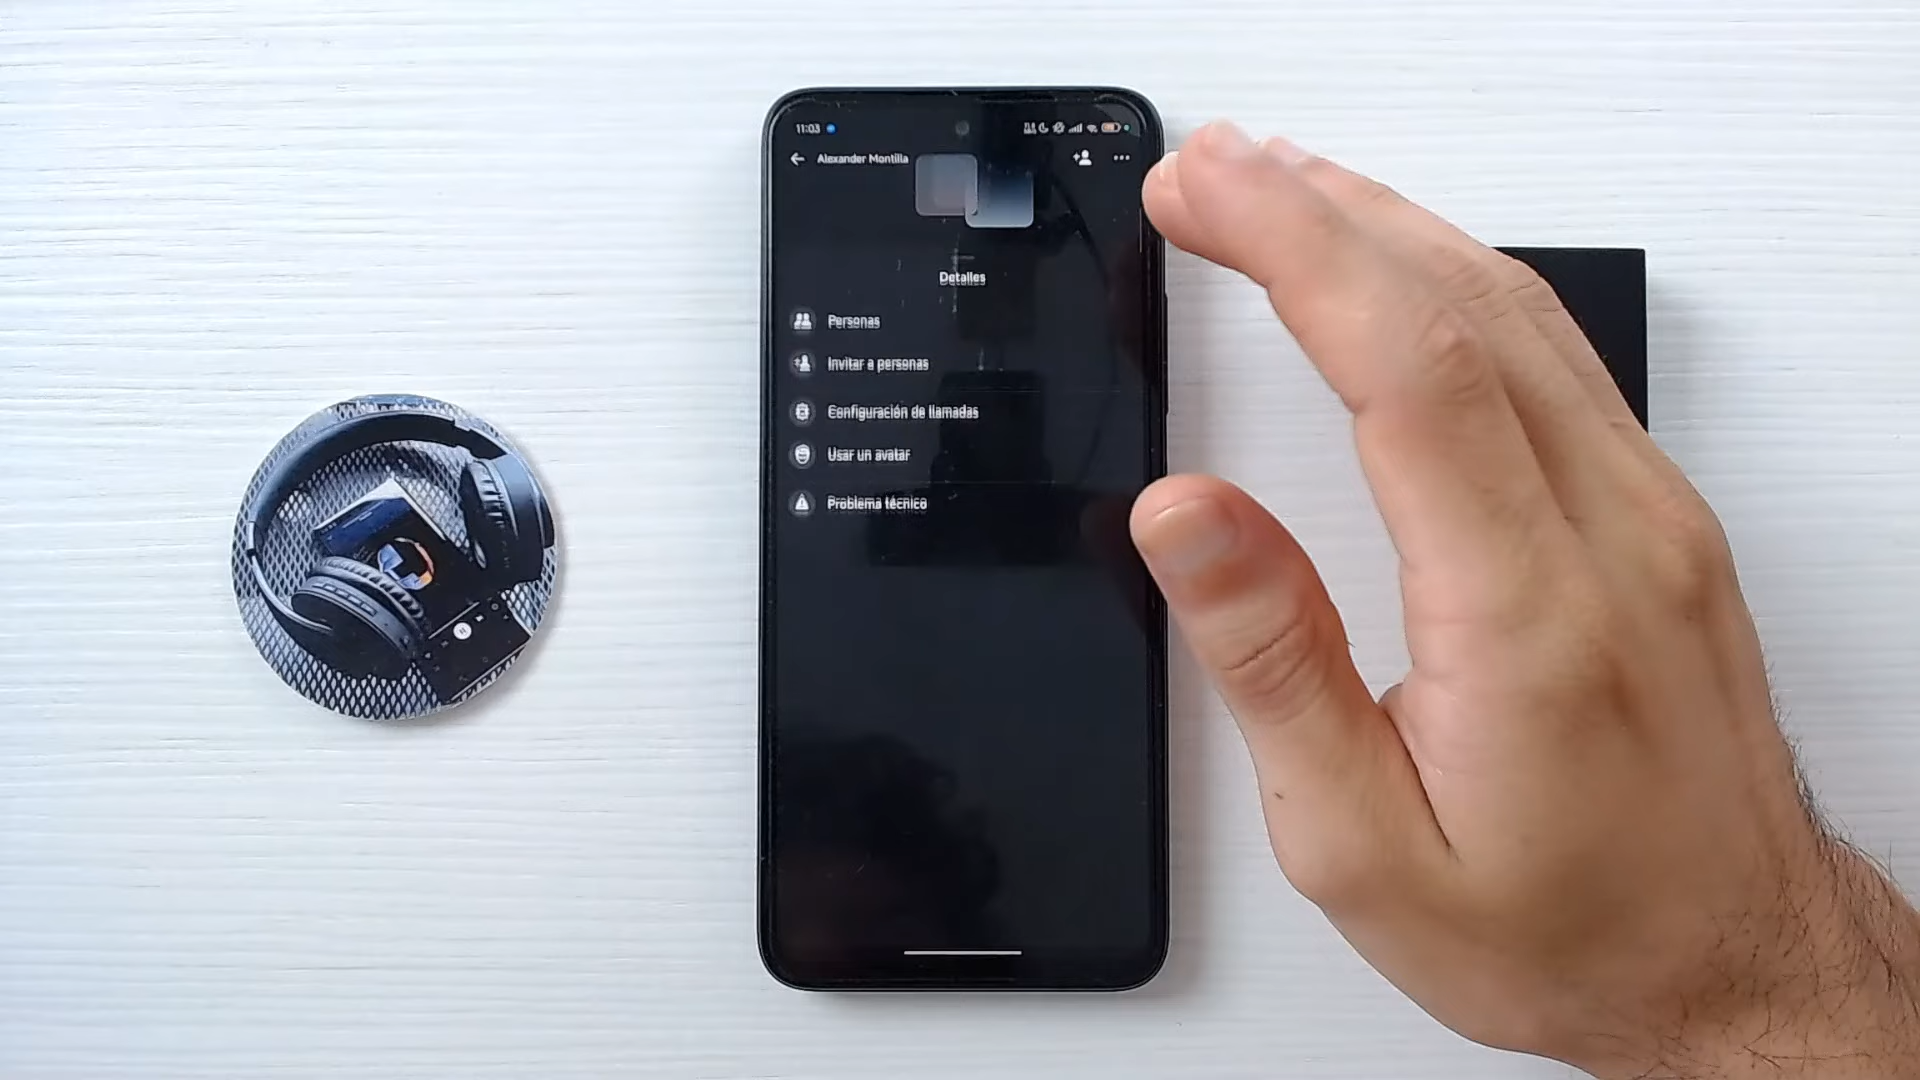 11:03
Alexander Montilla
Detalles
Personas
Invitar a personas
Configuración de llamadas
Usar un avatar
Problema técnico